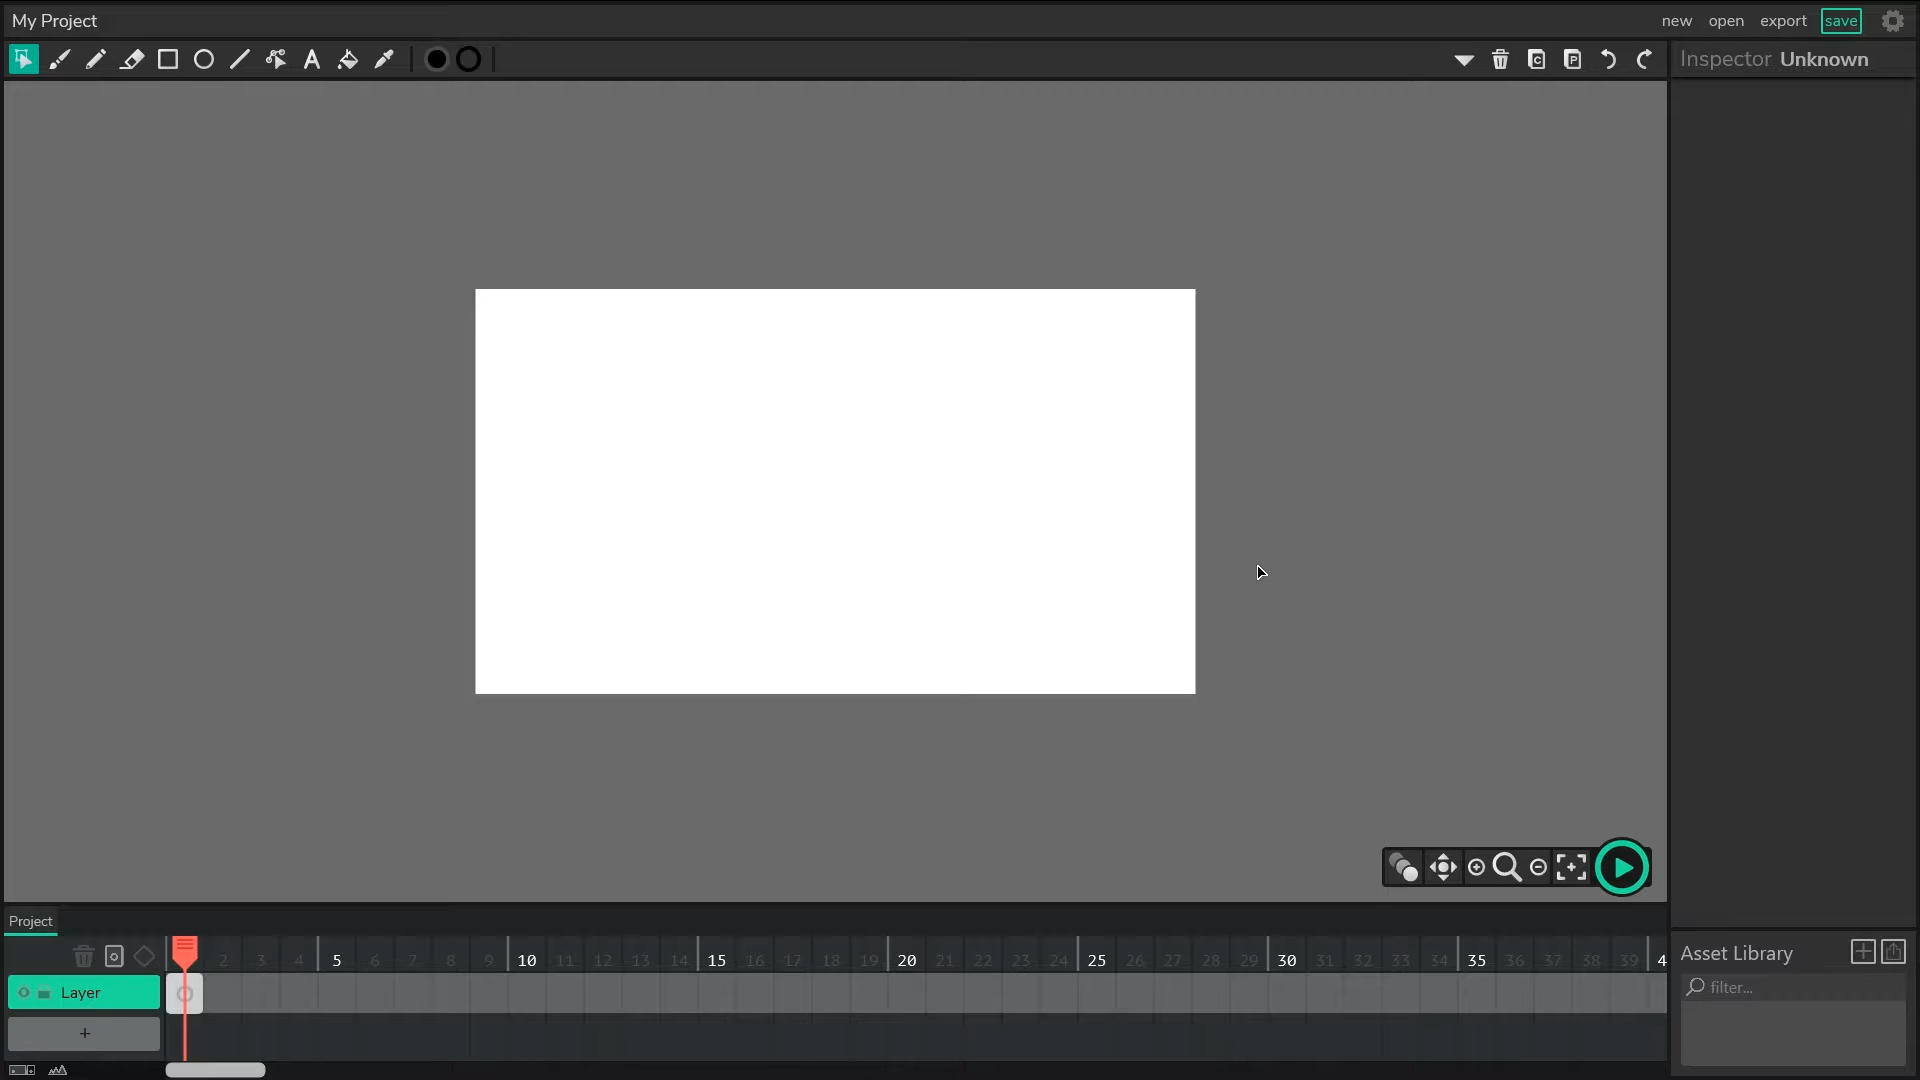 My Project
new open export save
Inspector Unknown
Project
2 3 4 5 6 7 8 9 10 11 12 13 14 15 16 17 18 19 20 21 22 23 24 25 26 27 28 29 30 31 32 33 34 35 36 37 38 39 4
Layer
+
Asset Library
filter...